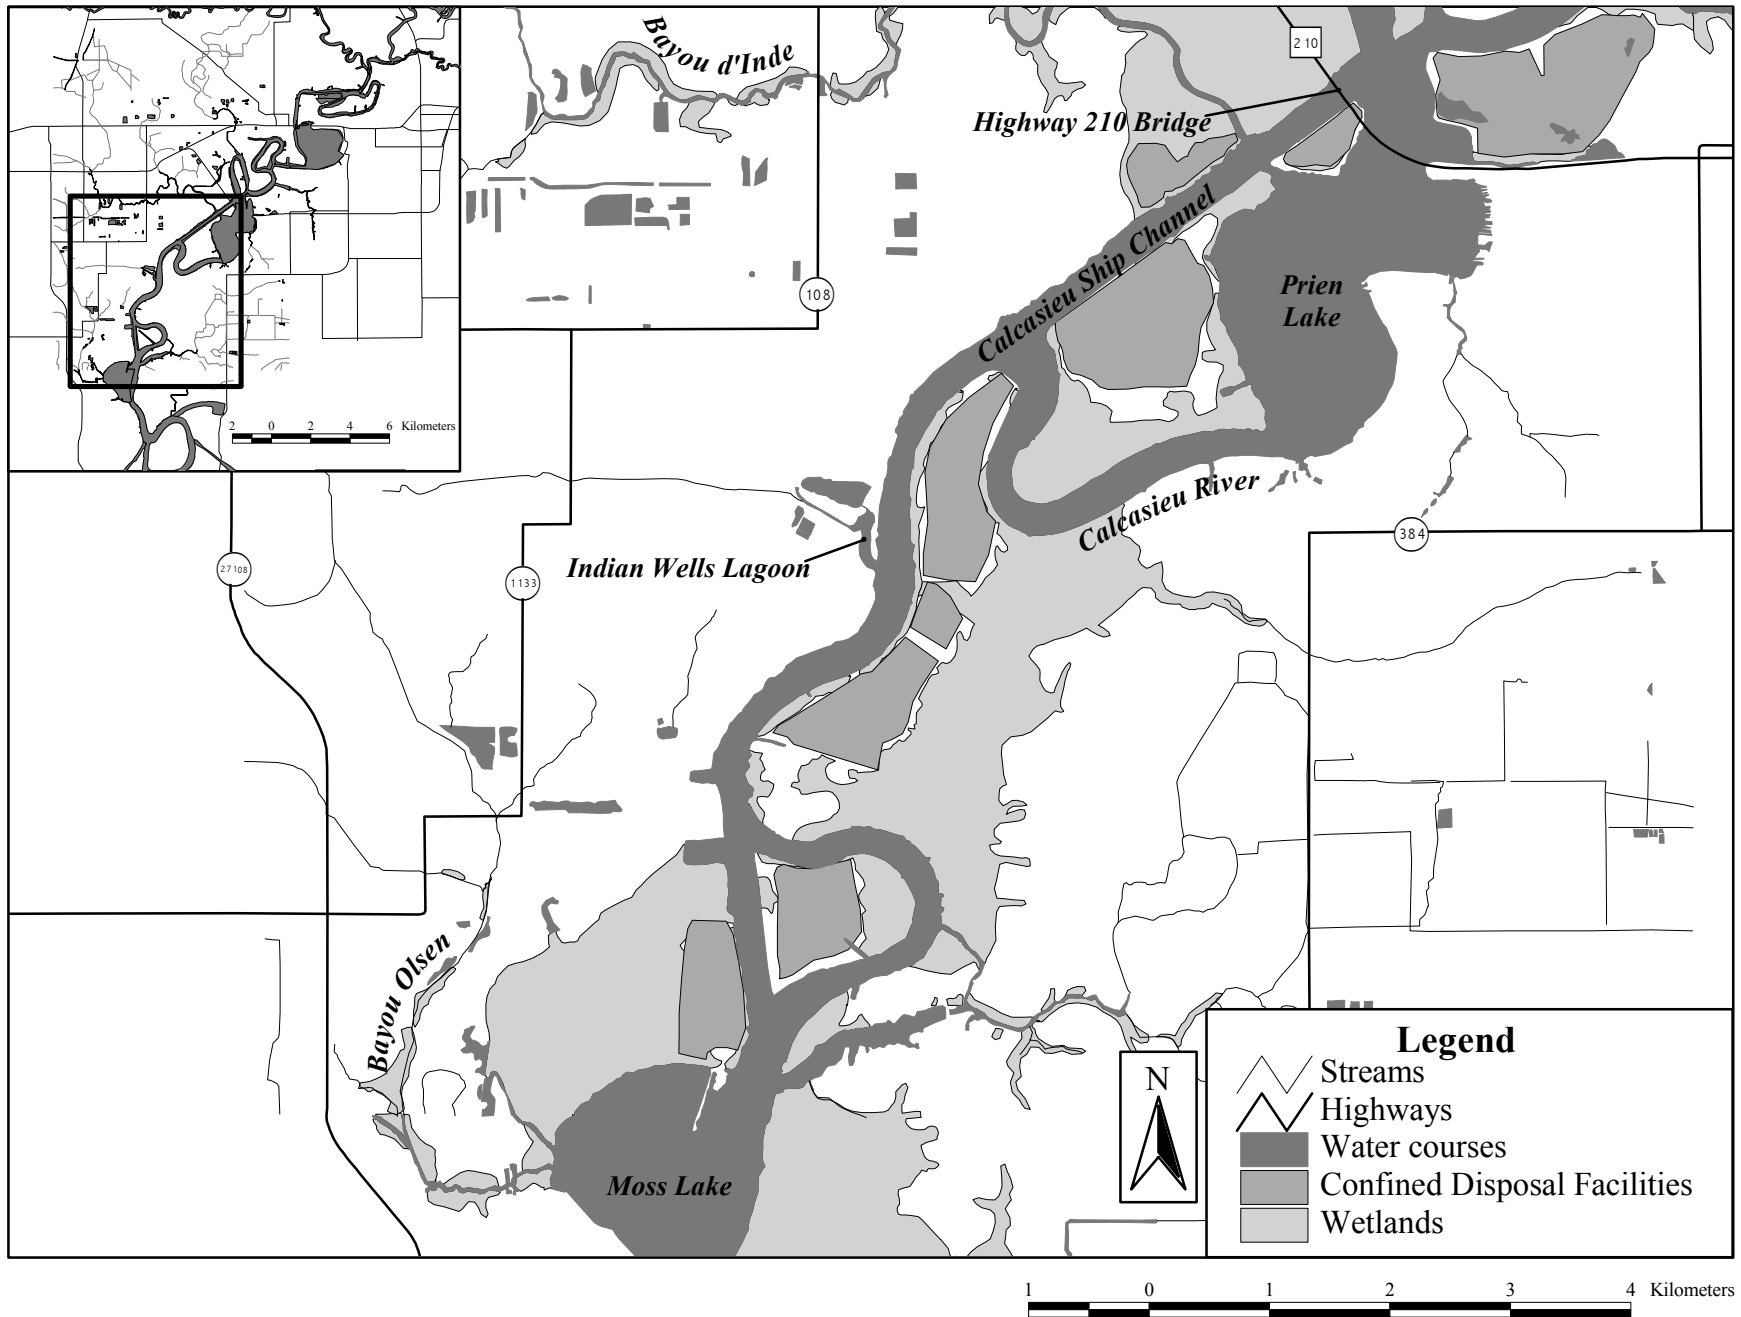 Bayou d'Inde
210
Highway 210 Bridge
Calcasieu Ship Channel
Prien
Lake
108
2 0 2 4 6 Kilometers
Calcasieu River
384
Indian Wells Lagoon
27108
1133
Bayou Olsen
Moss Lake
N
Legend
Streams
Highways
Water courses
Confined Disposal Facilities
Wetlands
1 0 1 2 3 4 Kilometers